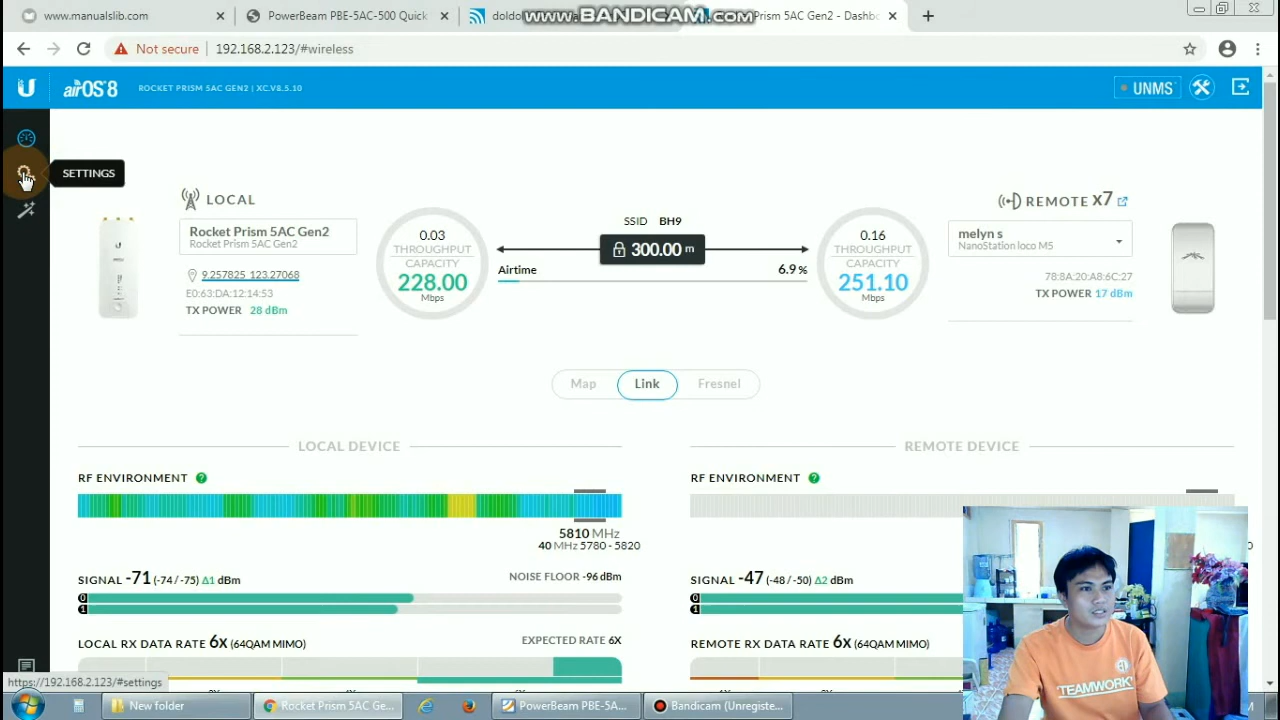 www.manualslib.com
PowerBeam PBE-5AC-500 Quick
doldo
www.BANDICAM.com
Prism 5AC Gen2 - Dashb
Not secure
192.168.2.123/#wireless
airOS 8
ROCKET PRISM 5AC GEN2 | XC.V8.5.10
UNMS
SETTINGS
LOCAL
Rocket Prism 5AC Gen2
Rocket Prism 5AC Gen2
9.257825 123.27068
E0:63:DA:12:14:53
TX POWER 28 dBm
0.03
THROUGHPUT
CAPACITY
228.00
Mbps
SSID BH9
300.00 m
Airtime 6.9 %
0.16
THROUGHPUT
CAPACITY
251.10
Mbps
REMOTE X7
melyn s
NanoStation loco M5
78:8A:20:A8:6C:27
TX POWER 17 dBm
Map Link Fresnel
LOCAL DEVICE
RF ENVIRONMENT
5810 MHz
40 MHz 5780 - 5820
SIGNAL -71 (-74 / -75) Δ1 dBm
NOISE FLOOR -96 dBm
0
1
LOCAL RX DATA RATE 6X (64QAM MIMO)
EXPECTED RATE 6X
REMOTE DEVICE
RF ENVIRONMENT
SIGNAL -47 (-48 / -50) Δ2 dBm
0
1
REMOTE RX DATA RATE 6X (64QAM MIMO)
TEAMWORK
https://192.168.2.123/#settings
New folder
Rocket Prism 5AC Ge...
PowerBeam PBE-5A...
Bandicam (Unregiste...